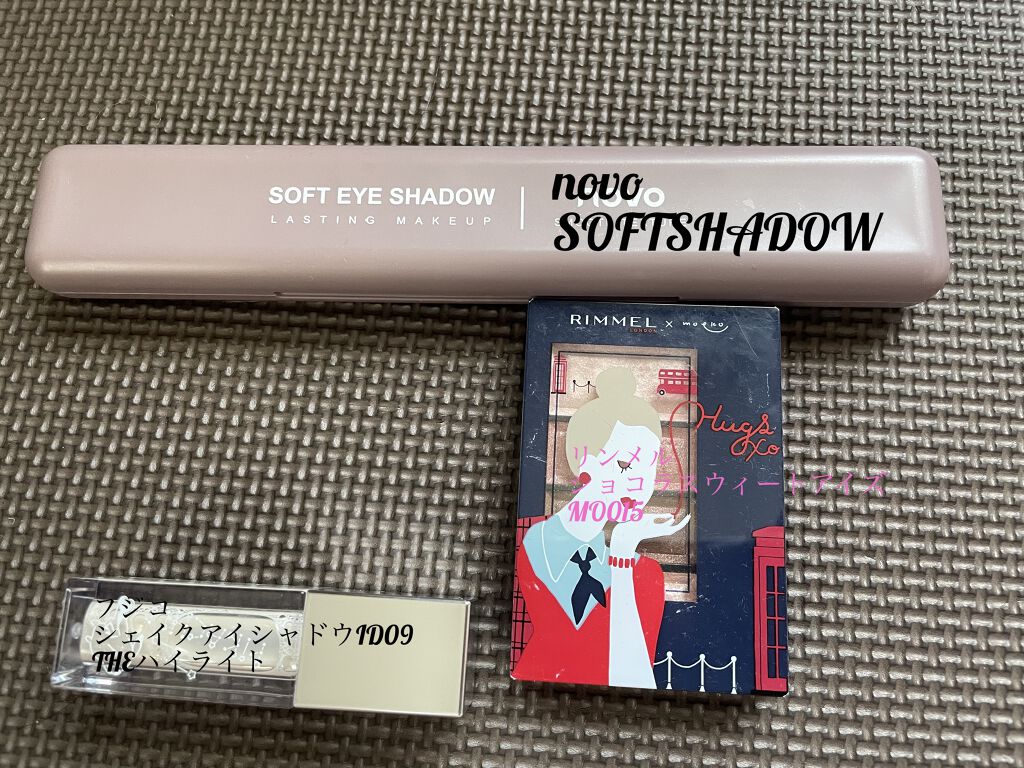 SOFT EYE SHADOW
LASTING MAKEUP
novo
SOFTSHADOW
RIMMEL × moeko
LONDON
Hugs
xo
リンメル
ショコラスウィートアイズ
M0015
フジコ
シェイクアイシャドウID09
THEハイライト